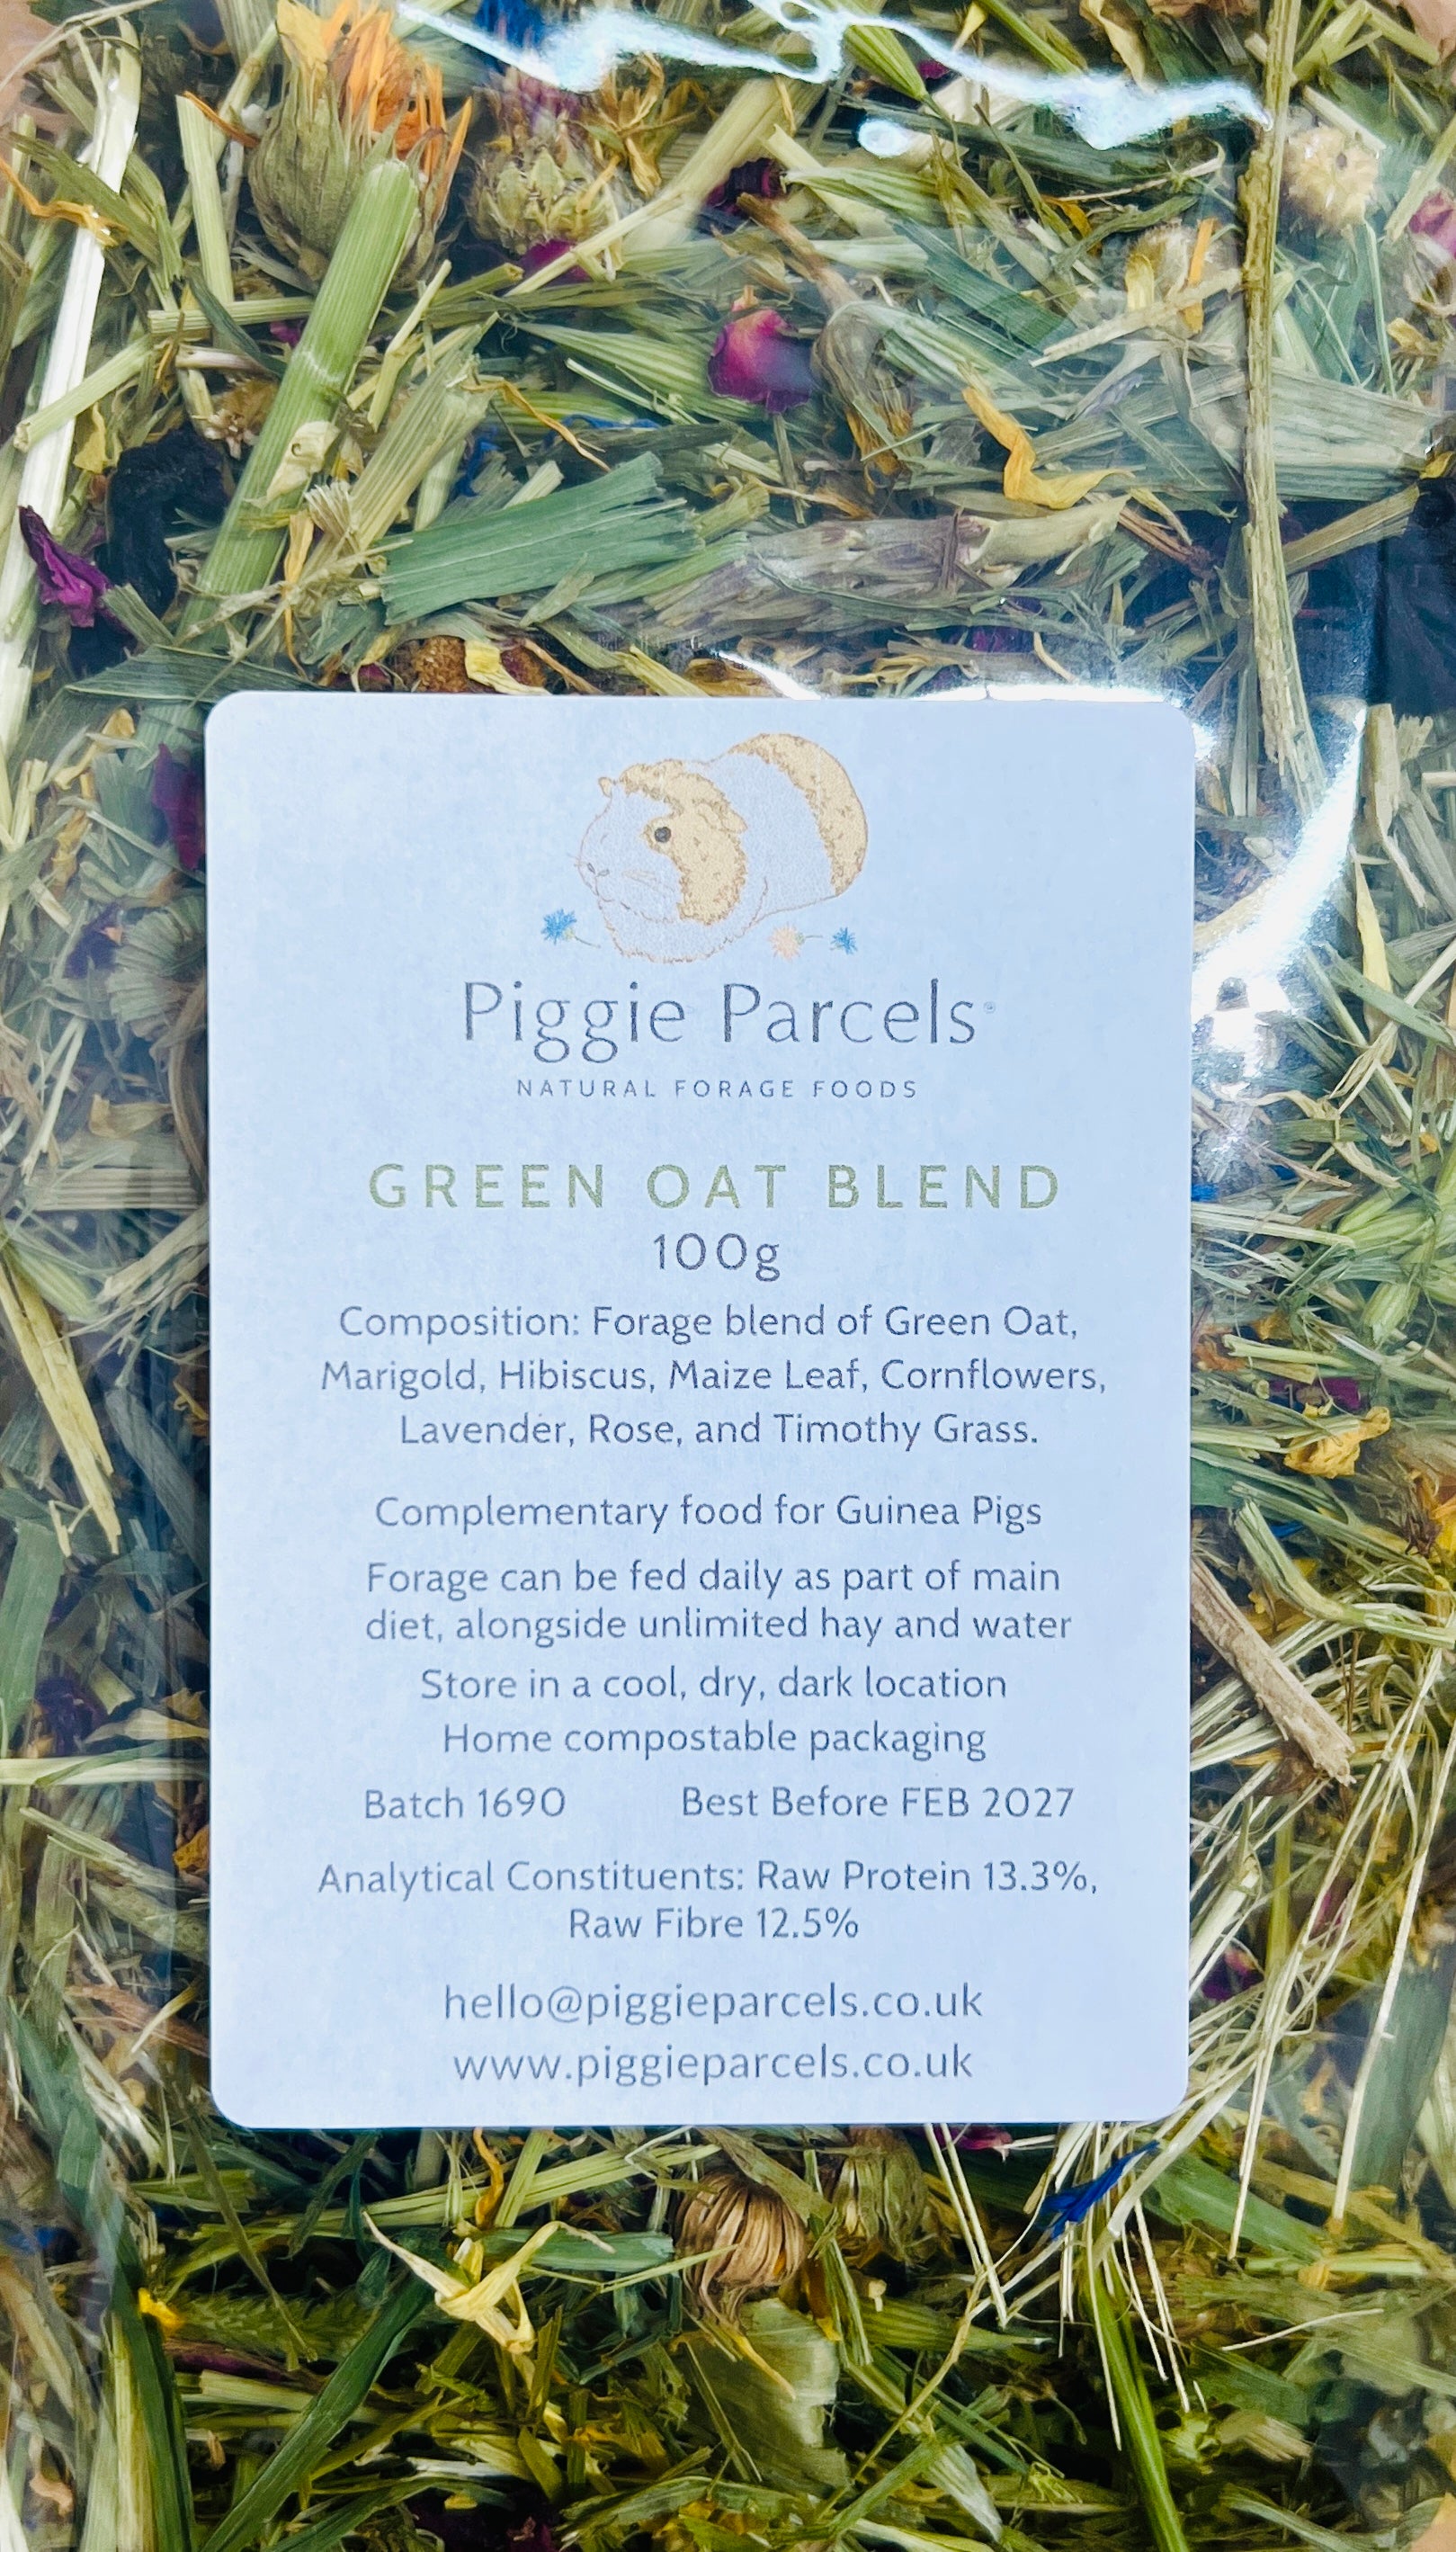 Piggie Parcels
NATURAL FORAGE FOODS
GREEN OAT BLEND
100g
Composition: Forage blend of Green Oat,
Marigold, Hibiscus, Maize Leaf, Cornflowers,
Lavender, Rose, and Timothy Grass.
Complementary food for Guinea Pigs
Forage can be fed daily as part of main
diet, alongside unlimited hay and water
Store in a cool, dry, dark location
Home compostable packaging
Batch 1690 Best Before FEB 2027
Analytical Constituents: Raw Protein 13.3%,
Raw Fibre 12.5%
hello@piggieparcels.co.uk
www.piggieparcels.co.uk